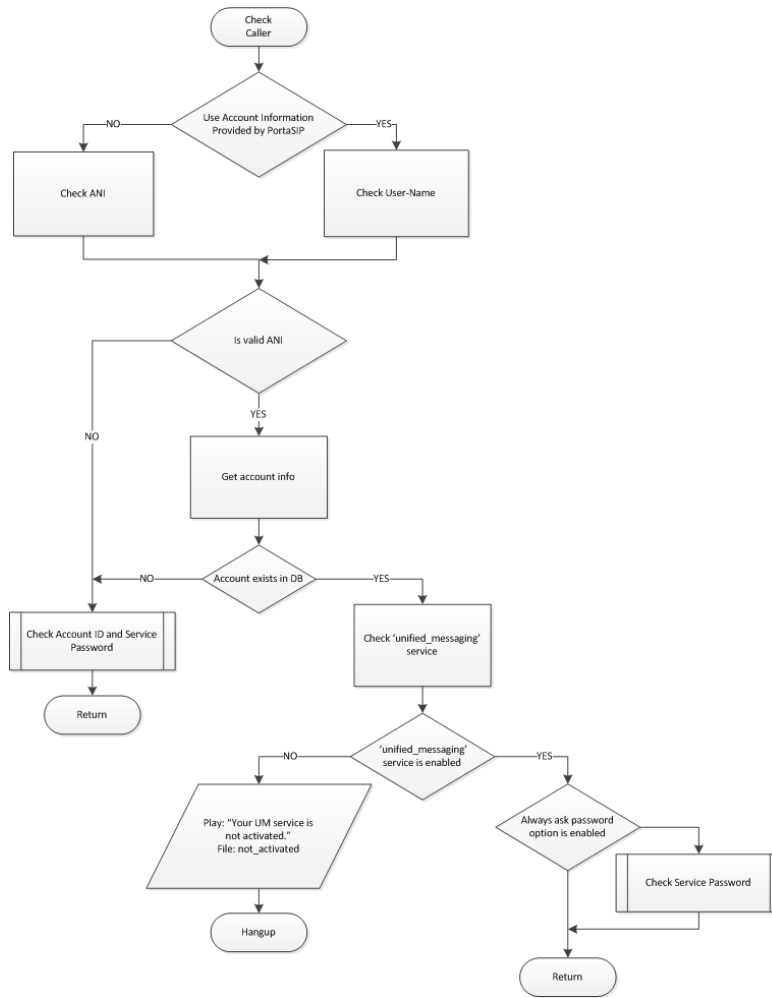 Check
Caller
Use Account Information
Provided by PortaSIP
NO
YES
Check ANI
Check User-Name
Is valid ANI
YES
NO
Get account info
Account exists in DB
NO
YES
Check Account ID and Service
Password
Check ‘unified_messaging’
service
Return
‘unified_messaging’
service is enabled
NO
YES
Play: “Your UM service is
not activated.”
File: not_activated
Always ask password
option is enabled
Check Service Password
Hangup
Return